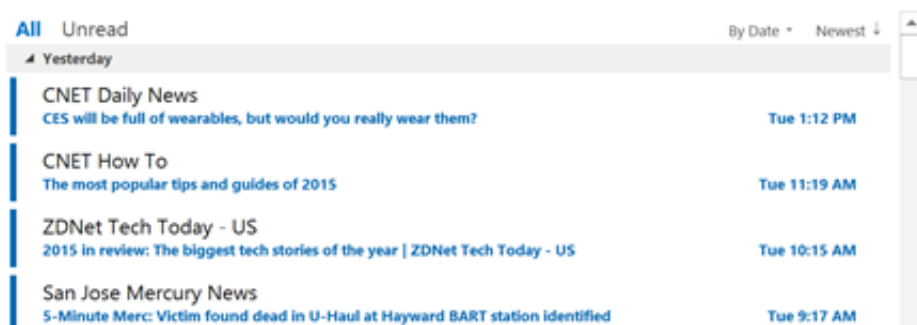 All Unread By Date Newest
Yesterday
CNET Daily News
CES will be full of wearables, but would you really wear them? Tue 1:12 PM
CNET How To
The most popular tips and guides of 2015 Tue 11:19 AM
ZDNet Tech Today - US
2015 in review: The biggest tech stories of the year | ZDNet Tech Today - US Tue 10:15 AM
San Jose Mercury News
5-Minute Merc: Victim found dead in U-Haul at Hayward BART station identified Tue 9:17 AM